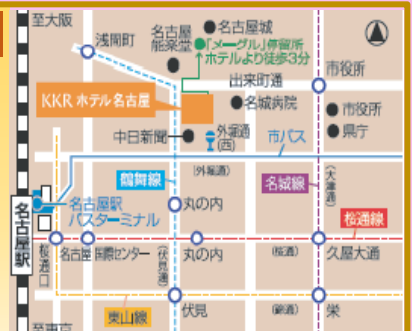 至大阪
浅間町
名古屋
能楽堂
名古屋城
「メーグル」停留所
ホテルより徒歩3分
出来町通
市役所
KKR ホテル名古屋
名城病院
市役所
県庁
中日新聞
外堀通
(西)
市バス
(外堀通)
鶴舞線
名城線
(大津通)
名古屋駅
バスターミナル
丸の内
桜通線
名古屋駅
桜通口
名古屋
国際センター
(伏見通)
丸の内
(桜通)
久屋大通
東山線
伏見
(錦通)
栄
至東京